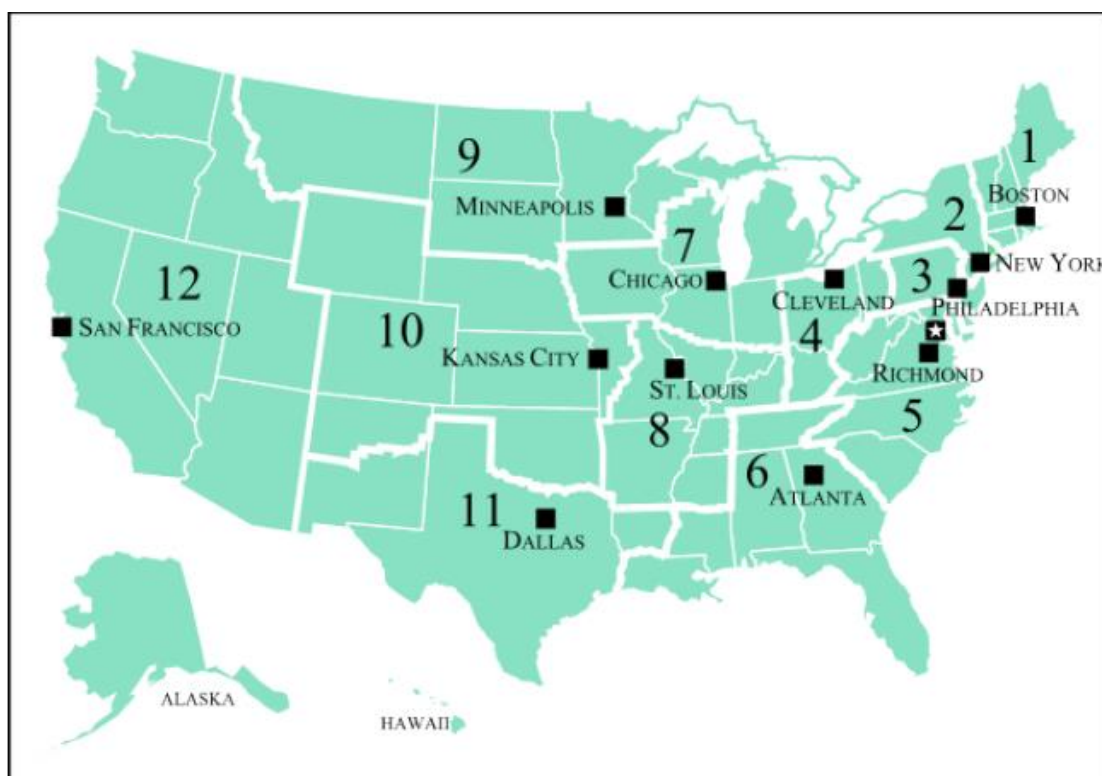 1
BOSTON
9
2
MINNEAPOLIS
7
NEW YORK
3
CHICAGO
12
CLEVELAND
PHILADELPHIA
SAN FRANCISCO
10
4
KANSAS CITY
ST. LOUIS
RICHMOND
8
5
6
ATLANTA
11
DALLAS
ALASKA
HAWAII